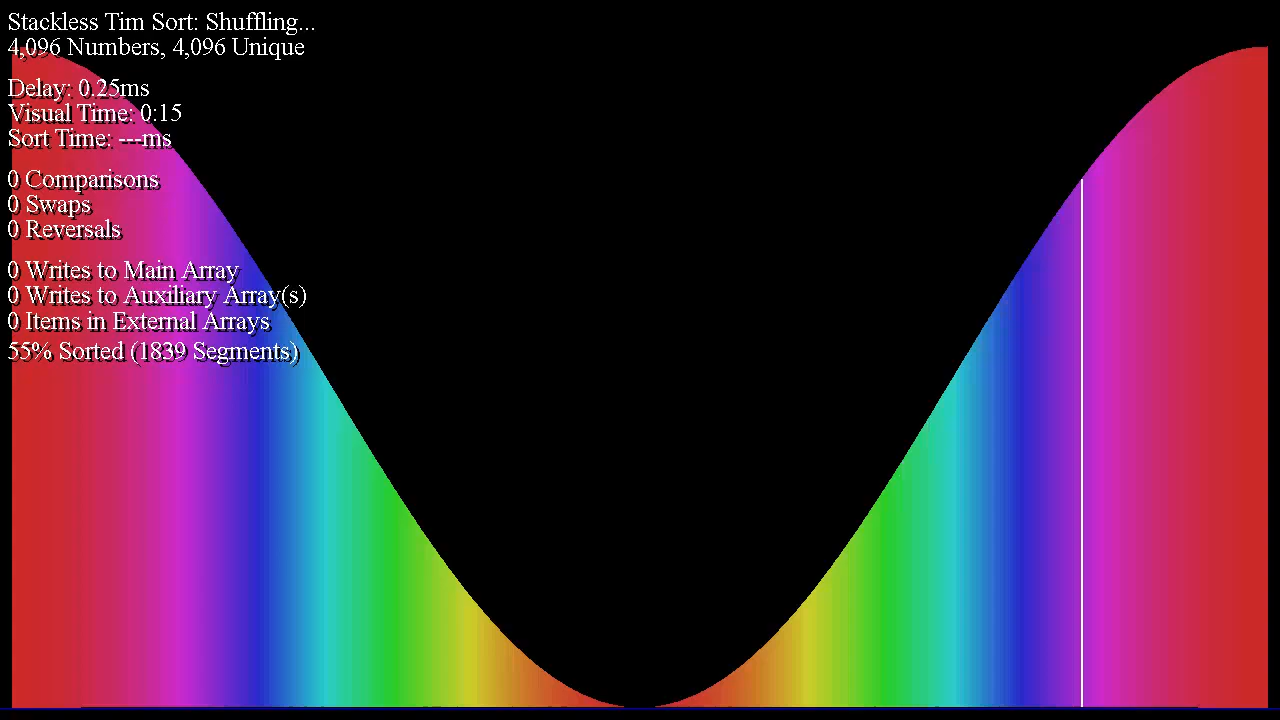 Stackless Tim Sort: Shuffling...
4,096 Numbers, 4,096 Unique
Delay: 0.25ms
Visual Time: 0:15
Sort Time: ---ms
0 Comparisons
0 Swaps
0 Reversals
0 Writes to Main Array
0 Writes to Auxiliary Array(s)
0 Items in External Arrays
55% Sorted (1839 Segments)